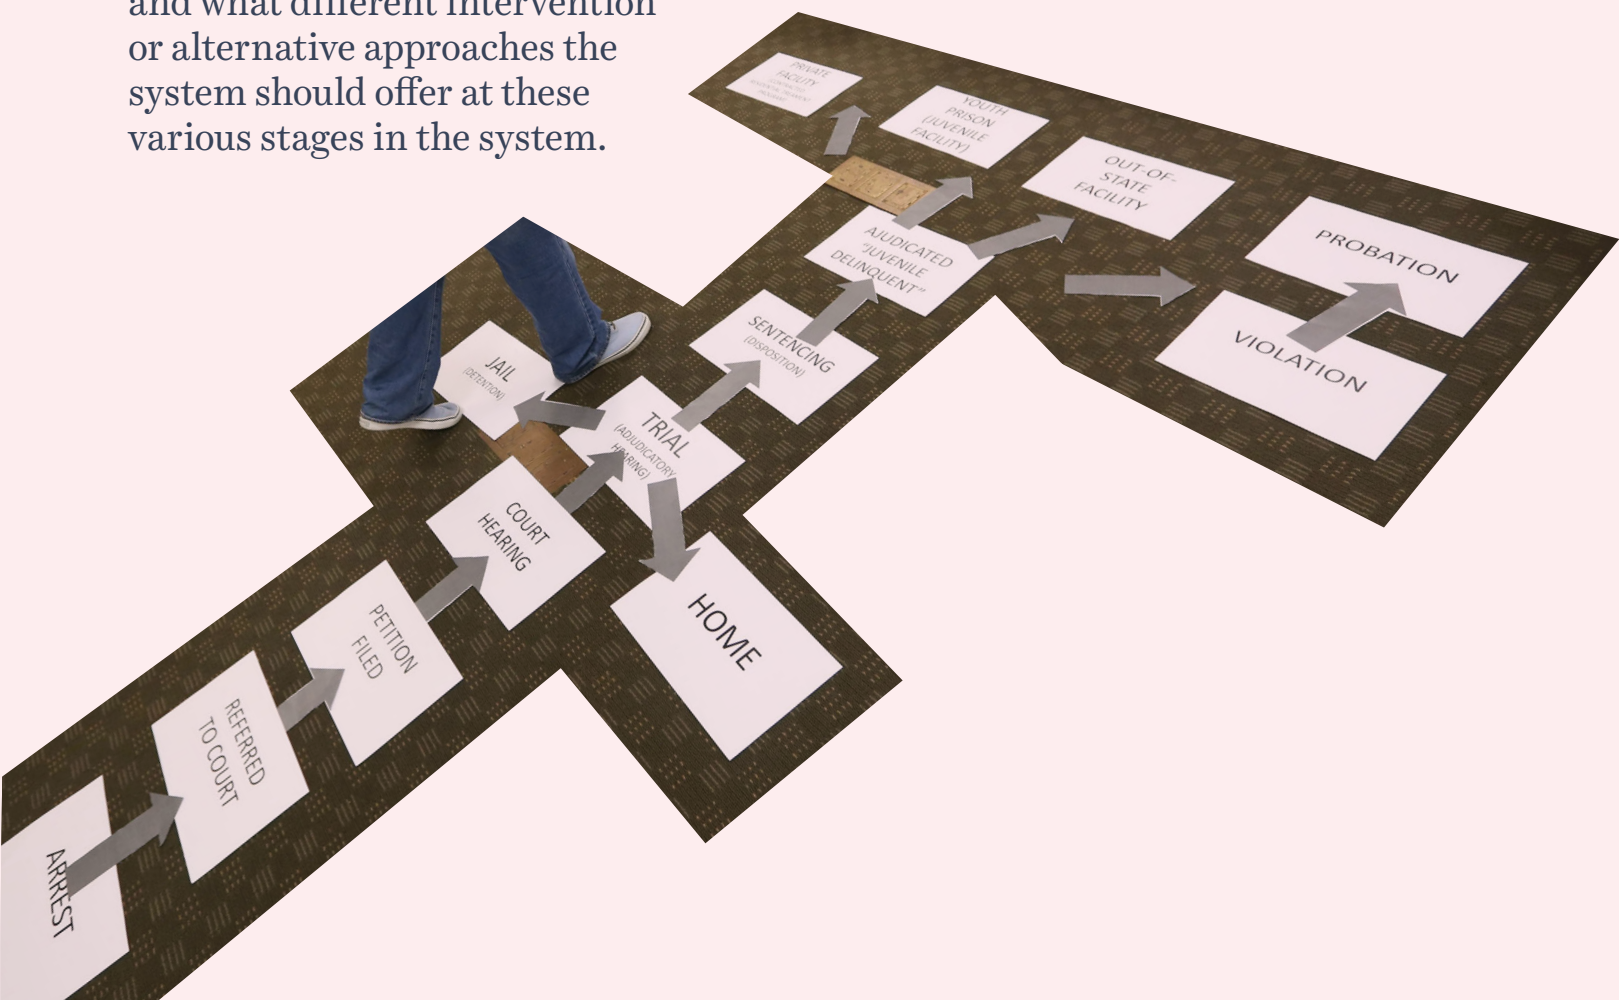 and what different intervention
or alternative approaches the
system should offer at these
various stages in the system.
PRIVATE
FACILITY
YOUTH
PRISON
(JUVENILE
FACILITY)
OUT-OF-
STATE
FACILITY
PROBATION
VIOLATION
AJUDICATED
"JUVENILE
DELINQUENT"
SENTENCING
(DISPOSITION)
JAIL
(DETENTION)
TRIAL
(ADJUDICATORY
HEARING)
COURT
HEARING
HOME
PETITION
FILED
REFERRED
TO COURT
ARREST